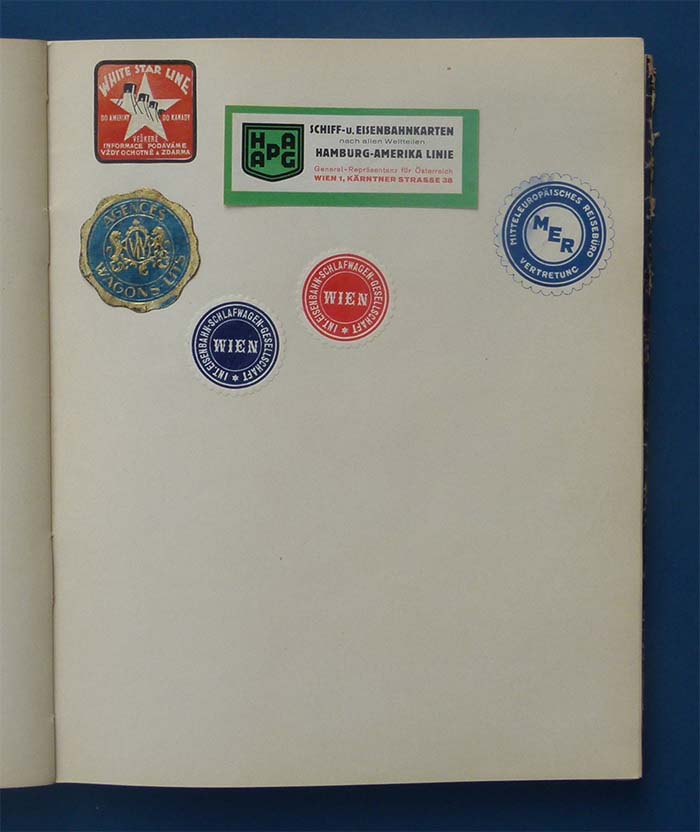 WHITE STAR LINE
DO AMERIKY DO KANADY
VEŠKERÉ
INFORMACE PODÁVÁME
VŽDY OCHOTNĚ A ZDARMA
HAPAG
SCHIFF- u. EISENBAHNKARTEN
nach allen Weltteilen
HAMBURG-AMERIKA LINIE
General-Repräsentanz für Österreich
WIEN 1, KÄRNTNER STRASSE 38
AGENCES
WL
WAGONS-LITS
MITTELEUROPÄISCHES REISEBÜRO
MER
VERTRETUNG
INT. EISENBAHN-SCHLAFWAGEN-GESELLSCHAFT
WIEN
INT. EISENBAHN-SCHLAFWAGEN-GESELLSCHAFT
WIEN